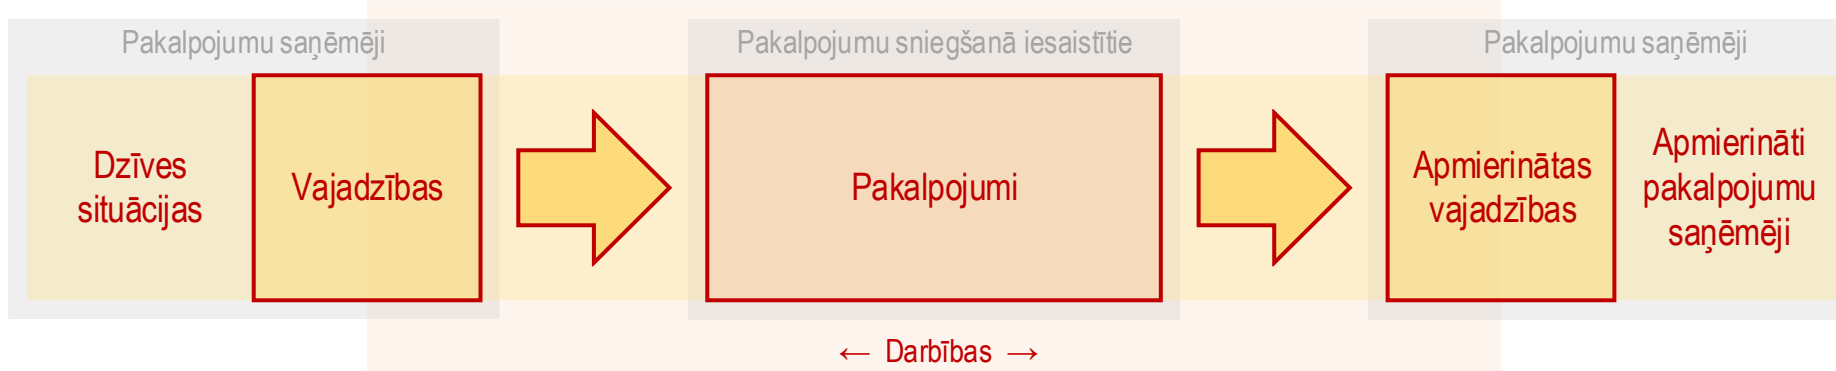 Pakalpojumu saņēmēji
Pakalpojumu sniegšanā iesaistītie
Pakalpojumu saņēmēji
Dzīves
situācijas
Vajadzības
Pakalpojumi
Apmierinātas
vajadzības
Apmierināti
pakalpojumu
saņēmēji
← Darbības →